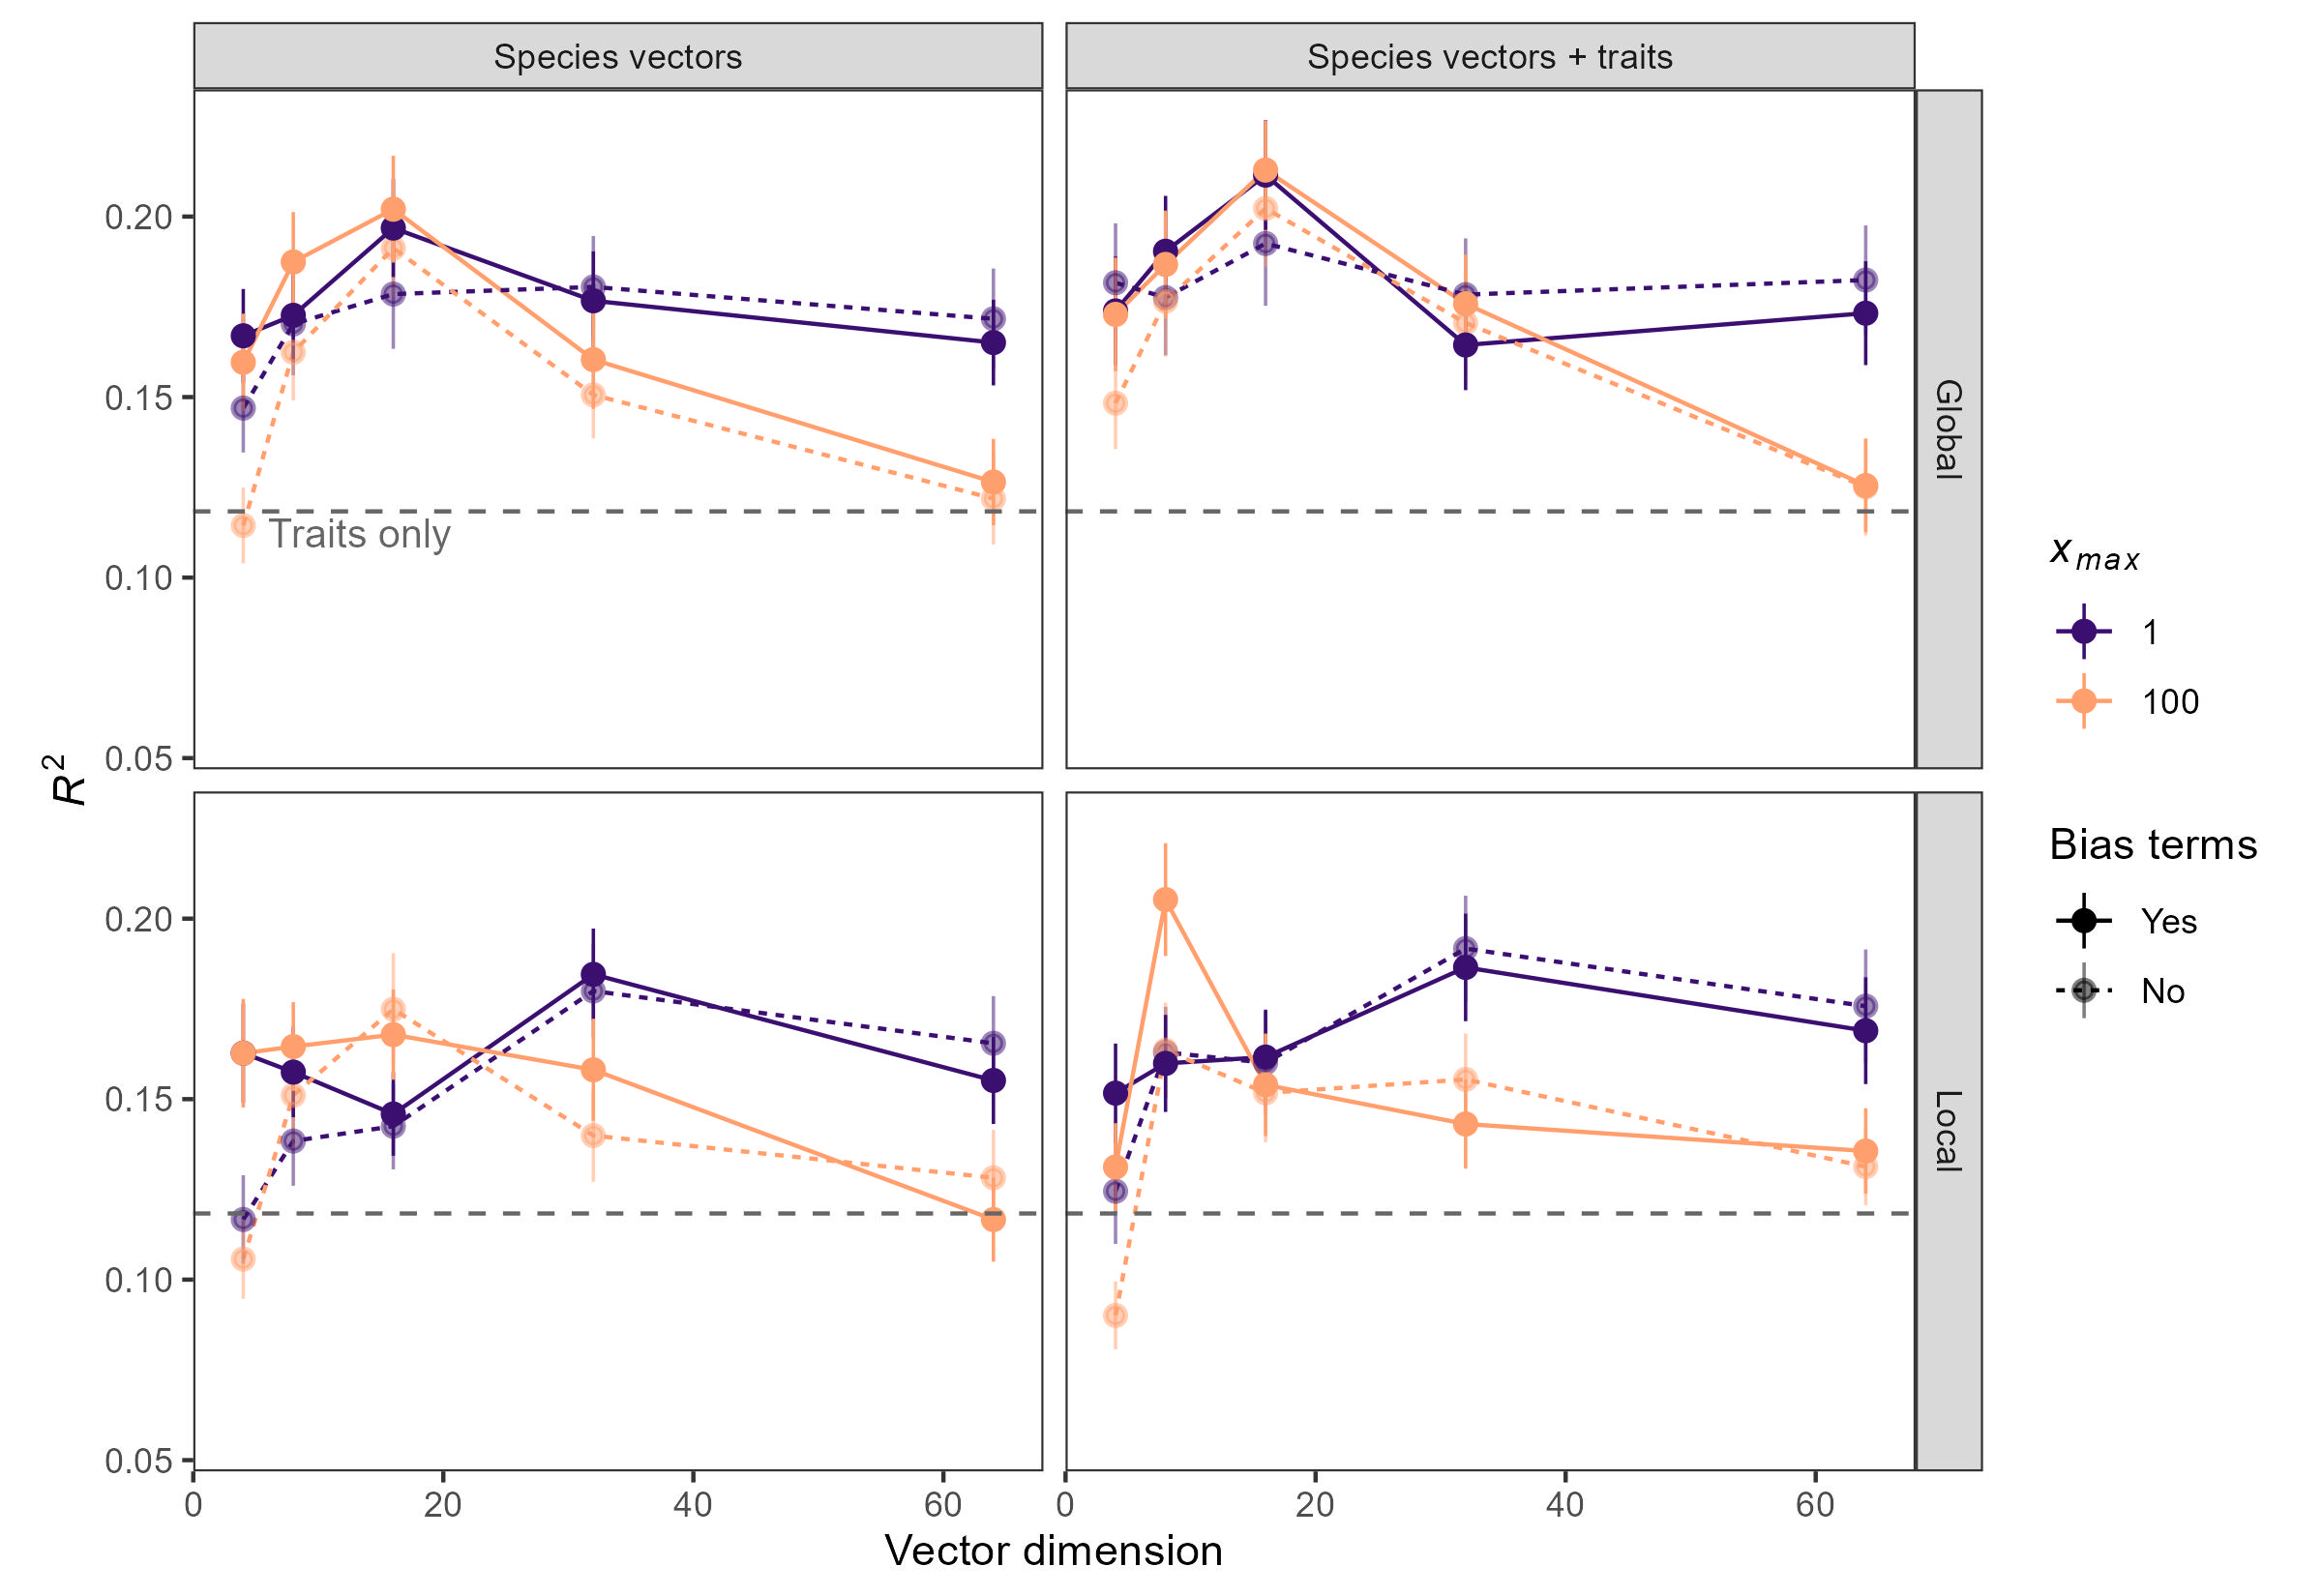 Species vectors
Species vectors + traits
0.20
0.15
0.10
0.05
Traits only
Global
R²
0.20
0.15
0.10
0.05
Local
0 20 40 60
0 20 40 60
Vector dimension
x max
1
100
Bias terms
Yes
No